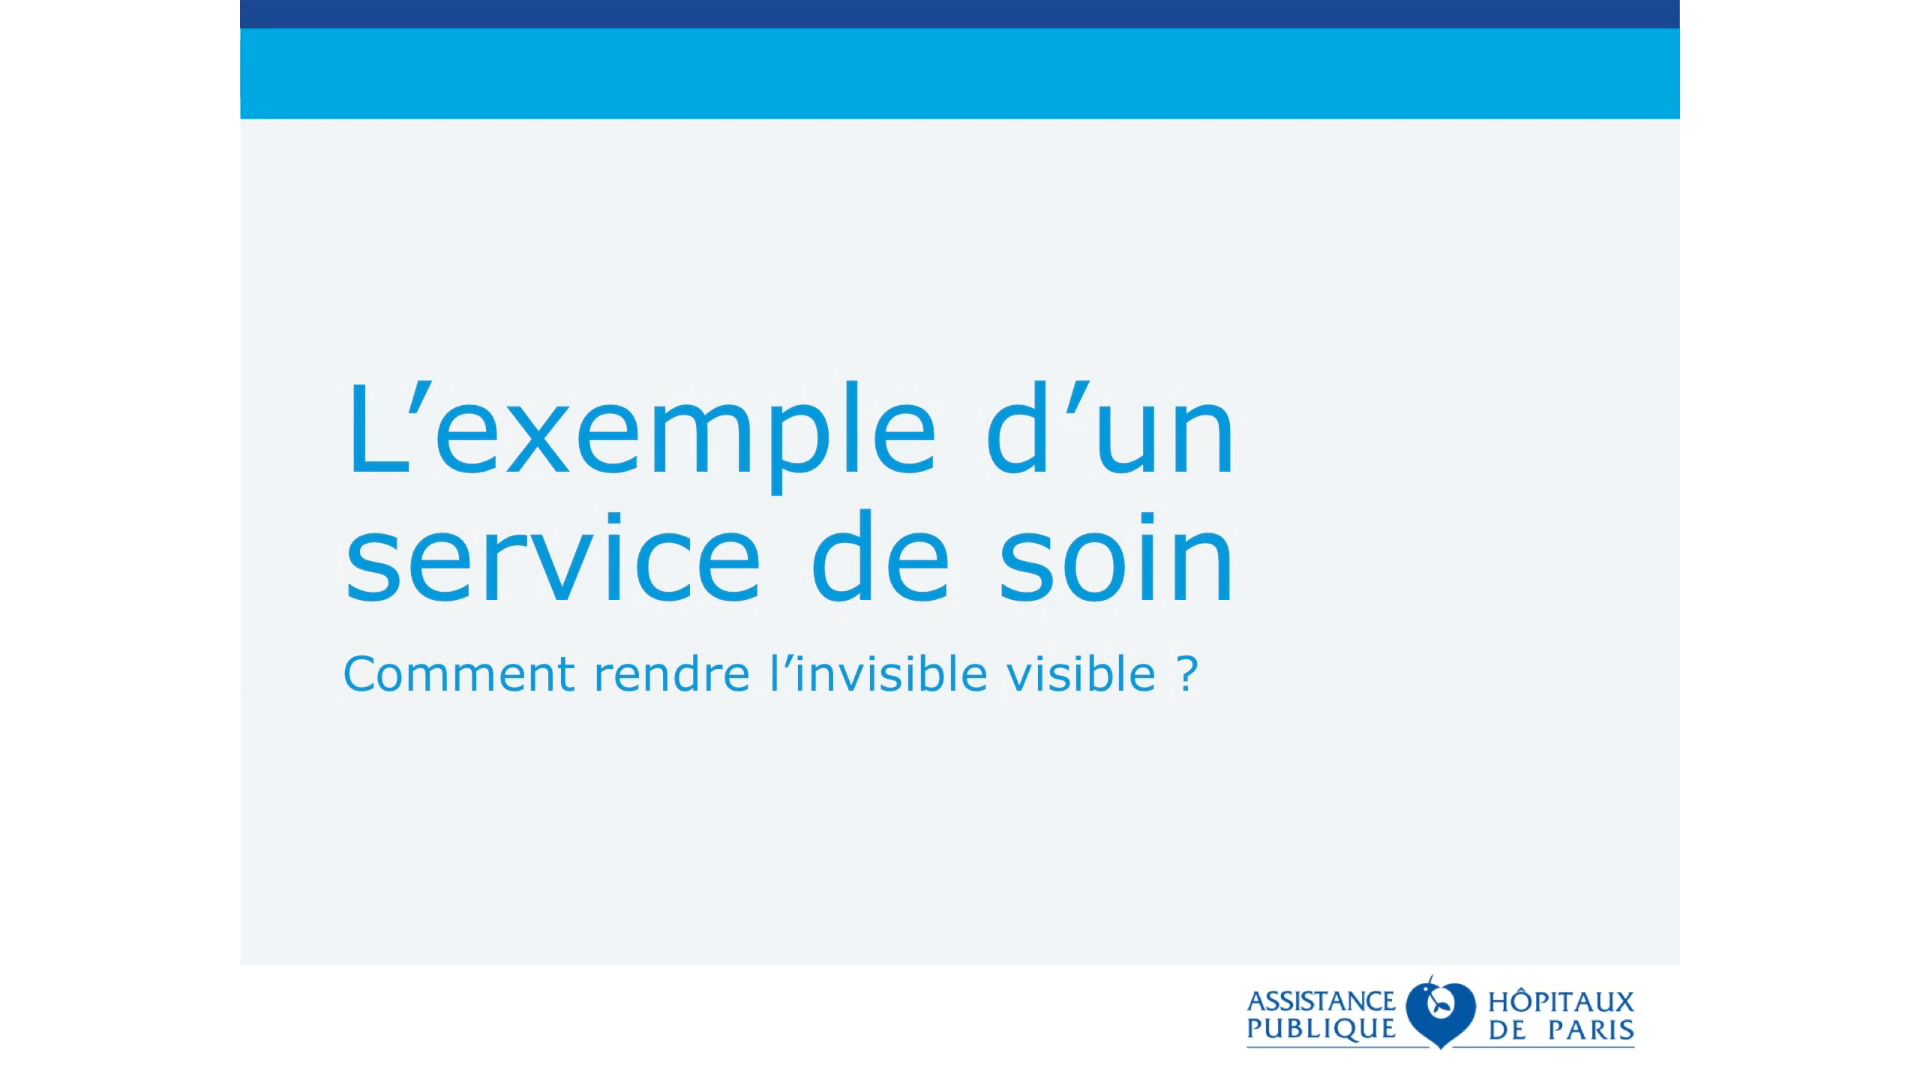 L’exemple d’un
service de soin
Comment rendre l’invisible visible ?
ASSISTANCE PUBLIQUE
HÔPITAUX DE PARIS